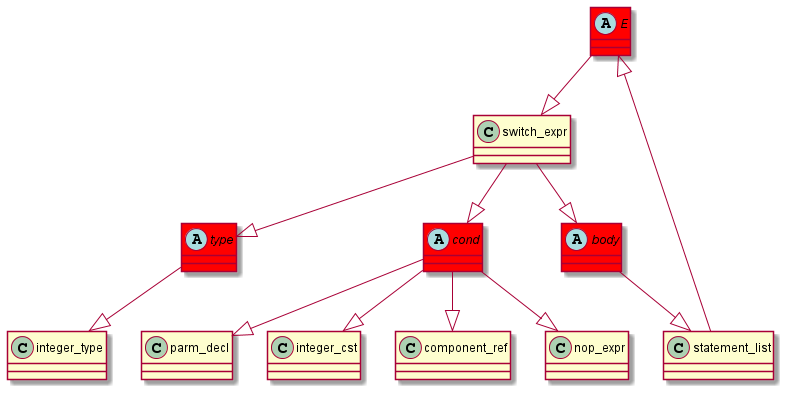 A E
C switch_expr
A type
A cond
A body
C integer_type
C parm_decl
C integer_cst
C component_ref
C nop_expr
C statement_list